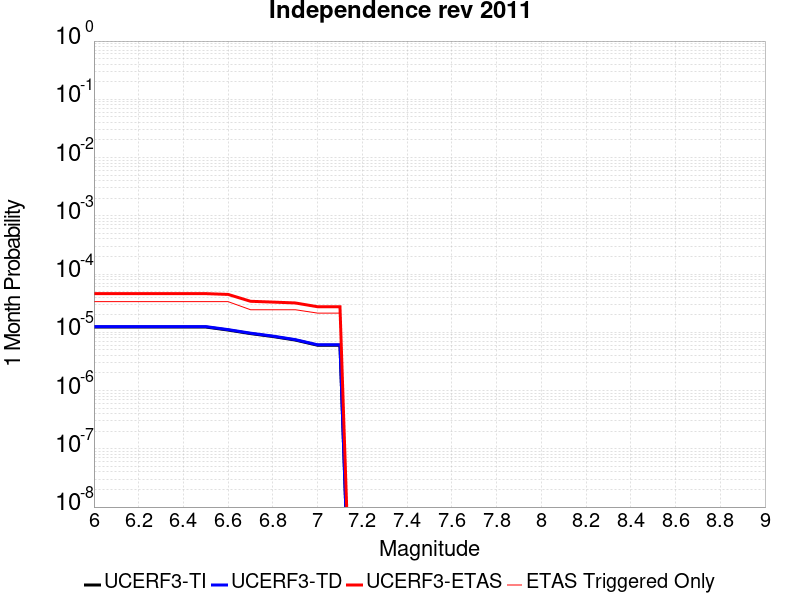 Independence rev 2011
10^0
10^-1
10^-2
10^-3
10^-4
10^-5
10^-6
10^-7
10^-8
1 Month Probability
6 6.2 6.4 6.6 6.8 7 7.2 7.4 7.6 7.8 8 8.2 8.4 8.6 8.8 9
Magnitude
UCERF3-TI UCERF3-TD UCERF3-ETAS ETAS Triggered Only